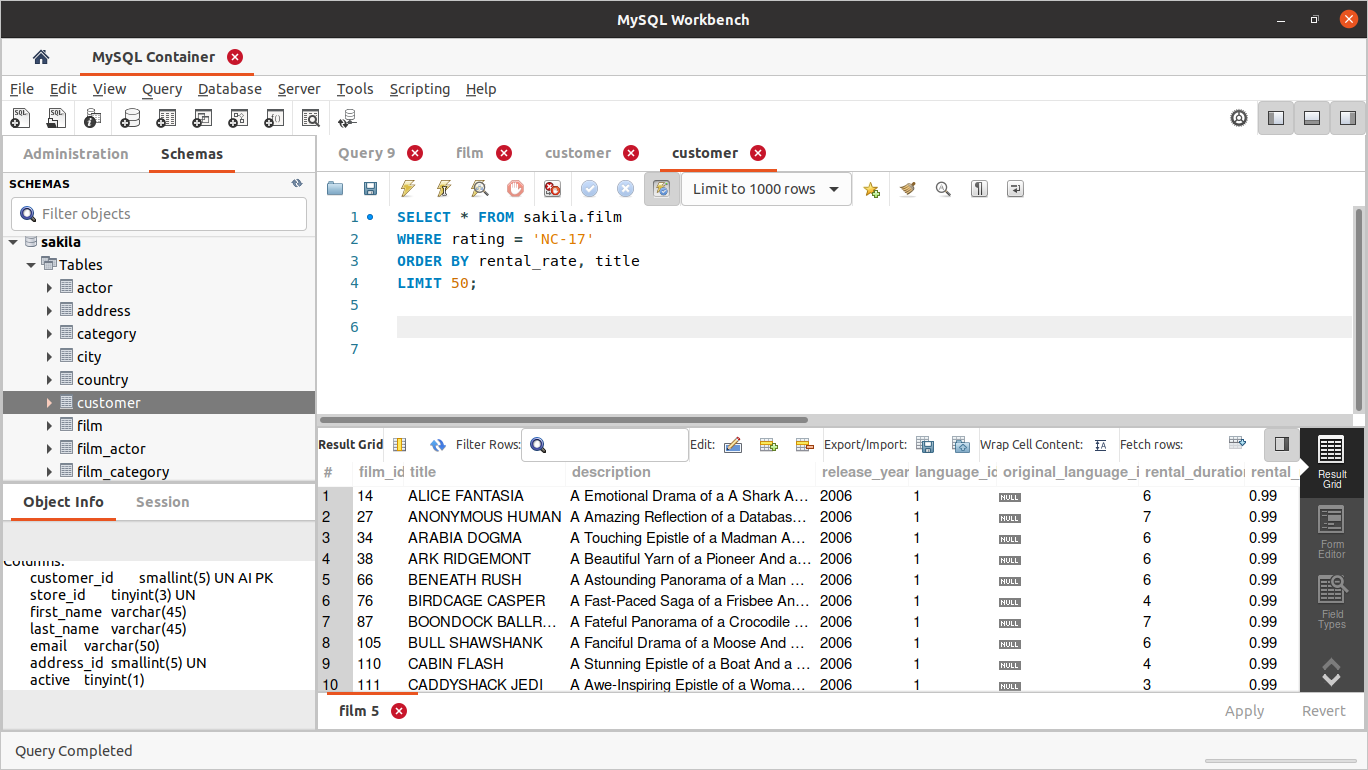 MySQL Workbench
MySQL Container
File Edit View Query Database Server Tools Scripting Help
Administration Schemas
SCHEMAS
Filter objects
sakila
Tables
actor
address
category
city
country
customer
film
film_actor
film_category
Object Info Session
Columns:
customer_id smallint(5) UN AI PK
store_id tinyint(3) UN
first_name varchar(45)
last_name varchar(45)
email varchar(50)
address_id smallint(5) UN
active tinyint(1)
Query 9 film customer customer
Limit to 1000 rows
1 SELECT * FROM sakila.film
2 WHERE rating = 'NC-17'
3 ORDER BY rental_rate, title
4 LIMIT 50;
5
6
7
Result Grid Filter Rows: Edit: Export/Import: Wrap Cell Content: Fetch rows:
# film_id title description release_year language_id original_language_i rental_duration rental_
1 14 ALICE FANTASIA A Emotional Drama of a A Shark A... 2006 1 NULL 6 0.99
2 27 ANONYMOUS HUMAN A Amazing Reflection of a Databas... 2006 1 NULL 7 0.99
3 34 ARABIA DOGMA A Touching Epistle of a Madman A... 2006 1 NULL 6 0.99
4 38 ARK RIDGEMONT A Beautiful Yarn of a Pioneer And a... 2006 1 NULL 6 0.99
5 66 BENEATH RUSH A Astounding Panorama of a Man ... 2006 1 NULL 6 0.99
6 76 BIRDCAGE CASPER A Fast-Paced Saga of a Frisbee An... 2006 1 NULL 4 0.99
7 87 BOONDOCK BALLR... A Fateful Panorama of a Crocodile ... 2006 1 NULL 7 0.99
8 105 BULL SHAWSHANK A Fanciful Drama of a Moose And ... 2006 1 NULL 6 0.99
9 110 CABIN FLASH A Stunning Epistle of a Boat And a ... 2006 1 NULL 4 0.99
10 111 CADDYSHACK JEDI A Awe-Inspiring Epistle of a Woma... 2006 1 NULL 3 0.99
Result
Grid
Form
Editor
Field
Types
film 5 Apply Revert
Query Completed